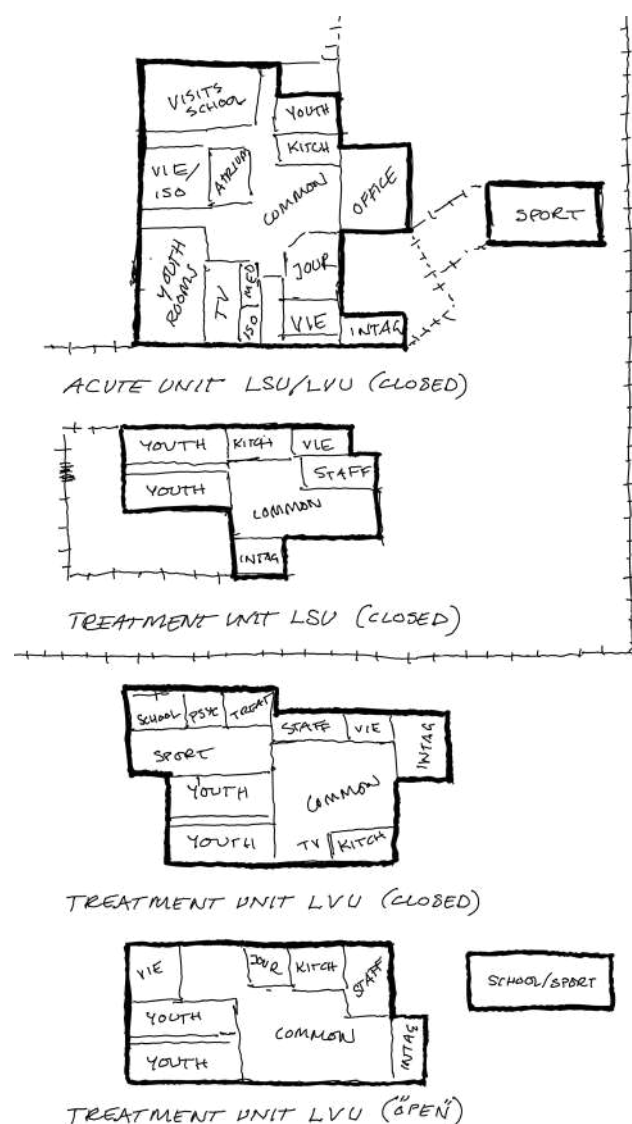 VISITS
SCHOOL
YOUTH
KITCH
VIE/
ISO
ATRIUM
COMMON
OFFICE
SPORT
YOUTH
ROOMS
TV
MED
ISO
JOUR
VIE
INTAG
ACUTE UNIT LSU/LVU (CLOSED)
YOUTH
KITCH
VIE
STAFF
YOUTH
COMMON
INTAG
TREATMENT UNIT LSU (CLOSED)
SCHOOL
PSYC
TREAT
STAFF
VIE
INTAG
SPORT
YOUTH
COMMON
YOUTH
TV
KITCH
TREATMENT UNIT LVU (CLOSED)
VIE
JOUR
KITCH
STAFF
SCHOOL/SPORT
YOUTH
COMMON
YOUTH
INTAG
TREATMENT UNIT LVU ("OPEN")